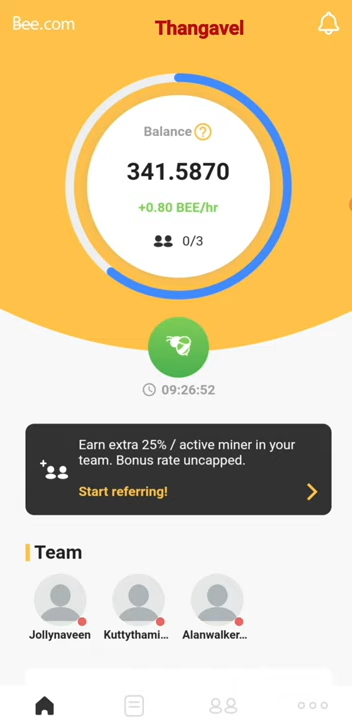 Bee.com
Thangavel
Balance ?
341.5870
+0.80 BEE/hr
0/3
09:26:52
Earn extra 25% / active miner in your
team. Bonus rate uncapped.
Start referring!
Team
Jollynaveen Kuttythami... Alanwalker...